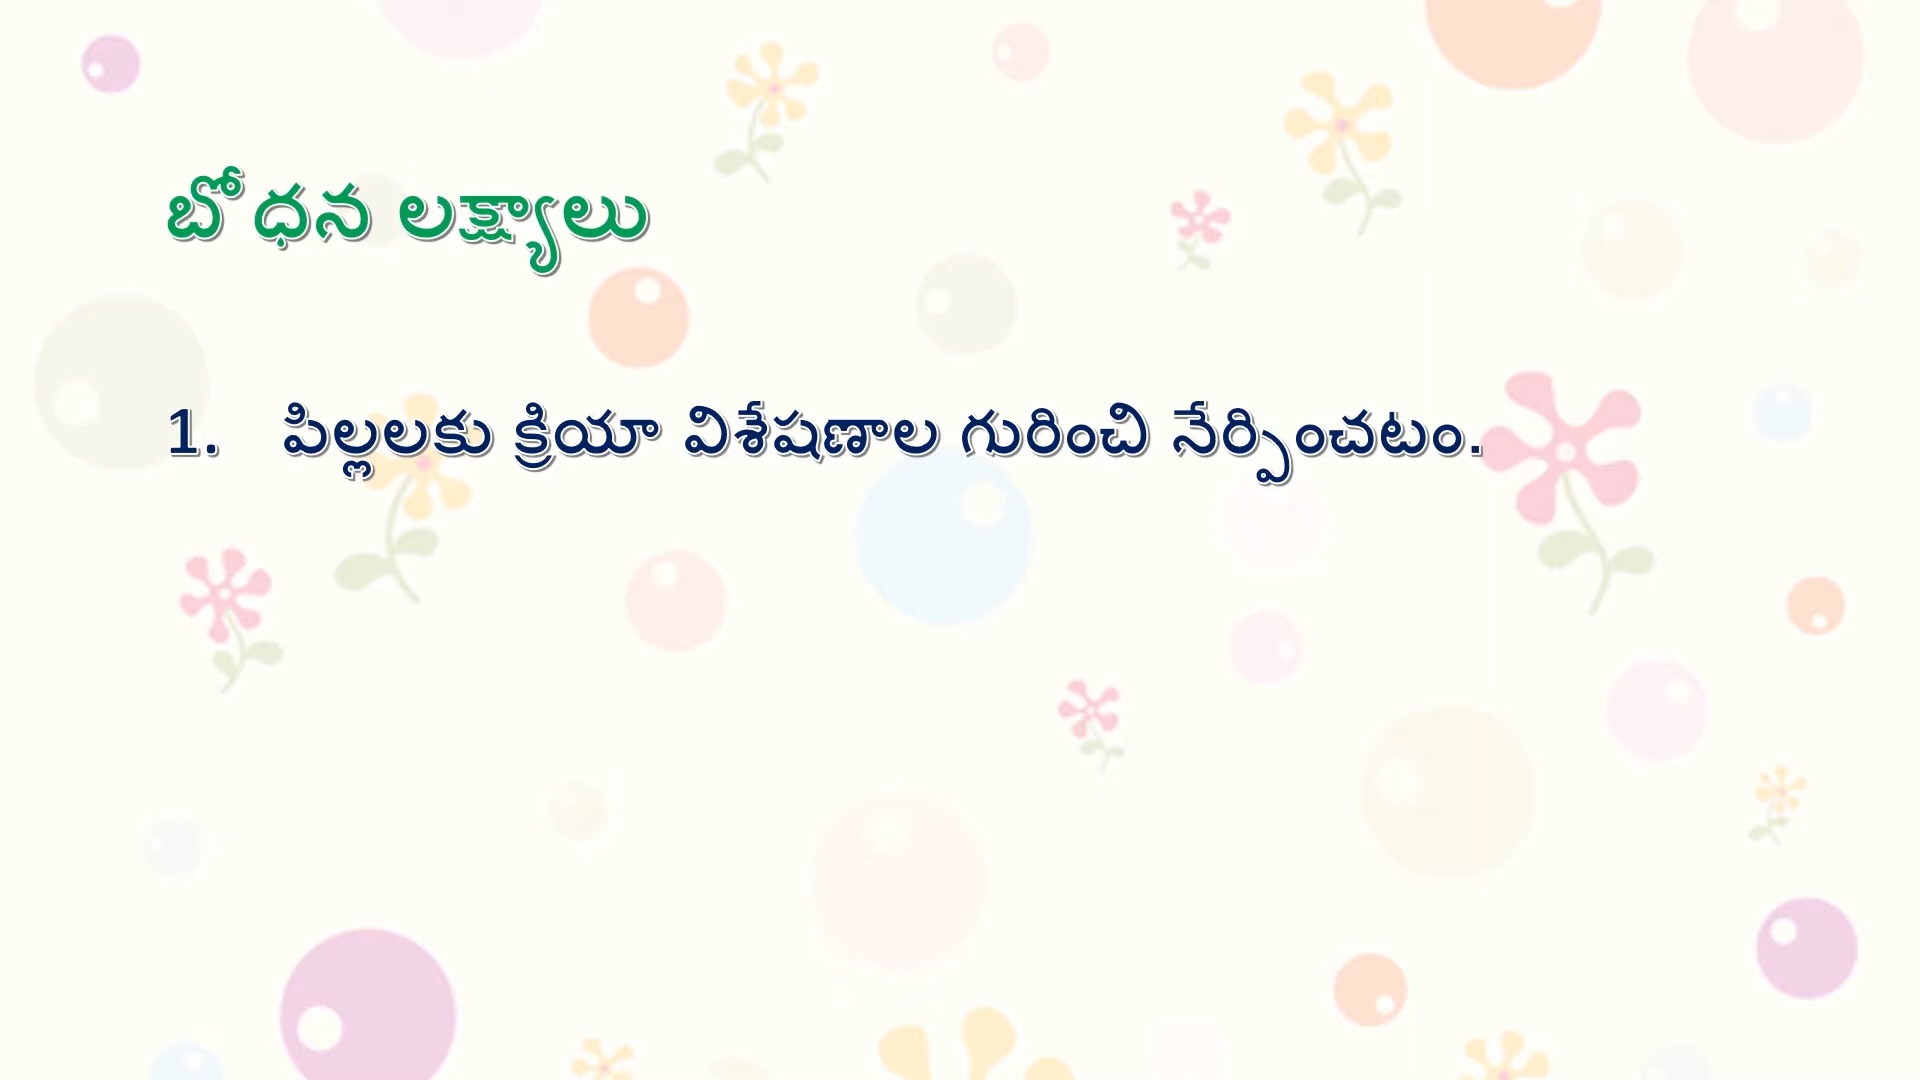 బోధన లక్ష్యాలు
1. పిల్లలకు క్రియా విశేషణాల గురించి నేర్పించటం.